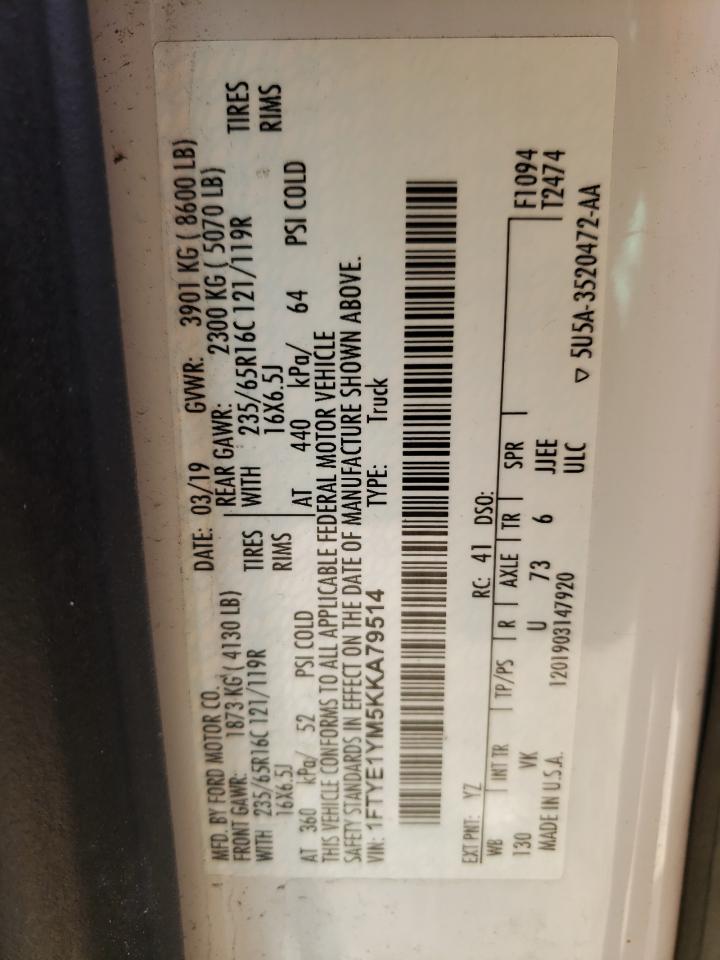 MFD. BY FORD MOTOR CO. DATE: 03/19 GVWR: 3901 KG ( 8600 LB)
FRONT GAWR: 1873 KG ( 4130 LB) REAR GAWR: 2300 KG ( 5070 LB)
WITH 235/65R16C 121/119R TIRES WITH 235/65R16C 121/119R TIRES
16X6.5J RIMS 16X6.5J RIMS
AT 360 kPa/ 52 PSI COLD AT 440 kPa/ 64 PSI COLD
THIS VEHICLE CONFORMS TO ALL APPLICABLE FEDERAL MOTOR VEHICLE
SAFETY STANDARDS IN EFFECT ON THE DATE OF MANUFACTURE SHOWN ABOVE.
VIN: 1FTYE1YM5KKA79514 TYPE: Truck
EXT PNT: YZ RC: 41 DSO:
WB INT TR TP/PS R AXLE TR SPR F1094
130 VK U 73 6 JJEE T2474
MADE IN U.S.A. 1201903147920 ULC
▽ 5U5A-3520472-AA